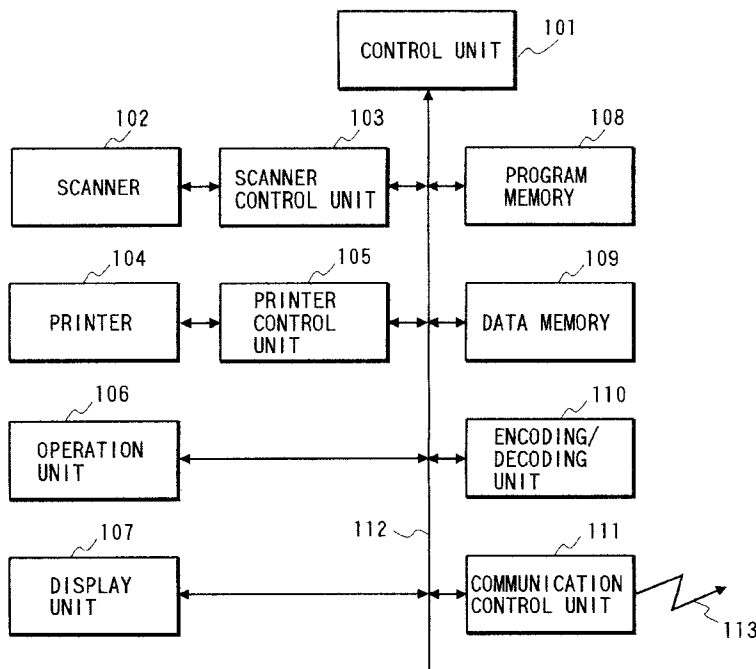 CONTROL UNIT
101
102
103
108
SCANNER
SCANNER
CONTROL UNIT
PROGRAM
MEMORY
104
105
109
PRINTER
PRINTER
CONTROL
UNIT
DATA MEMORY
106
110
OPERATION
UNIT
ENCODING/
DECODING
UNIT
107
112
111
DISPLAY
UNIT
COMMUNICATION
CONTROL UNIT
113